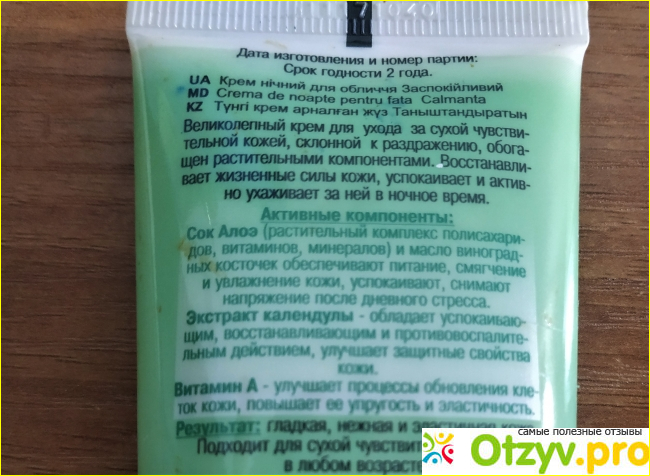 Дата изготовления и номер партии:
Срок годности 2 года.
UA Крем нічний для обличчя Заспокійливий
MD Crema de noapte pentru fata Calmanta
KZ Түнгі крем арналған жүз Таныштандыратын
Великолепный крем для ухода за сухой чувстви-
тельной кожей, склонной к раздражению, обога-
щен растительными компонентами. Восстанавли-
вает жизненные силы кожи, успокаивает и актив-
но ухаживает за ней в ночное время.
Активные компоненты:
Сок Алоэ (растительный комплекс полисахари-
дов, витаминов, минералов) и масло виноград-
ных косточек обеспечивают питание, смягчение
и увлажнение кожи, успокаивают, снимают
напряжение после дневного стресса.
Экстракт календулы - обладает успокаиваю-
щим, восстанавливающим и противовоспалите-
льным действием, улучшает защитные свойства
кожи.
Витамин А - улучшает процессы обновления кле-
ток кожи, повышает ее упругость и эластичность.
Результат: гладкая, нежная и эластичная
Подходит для сухой чувствит
в любом возрасте
самые полезные отзывы
Otzyv.pro